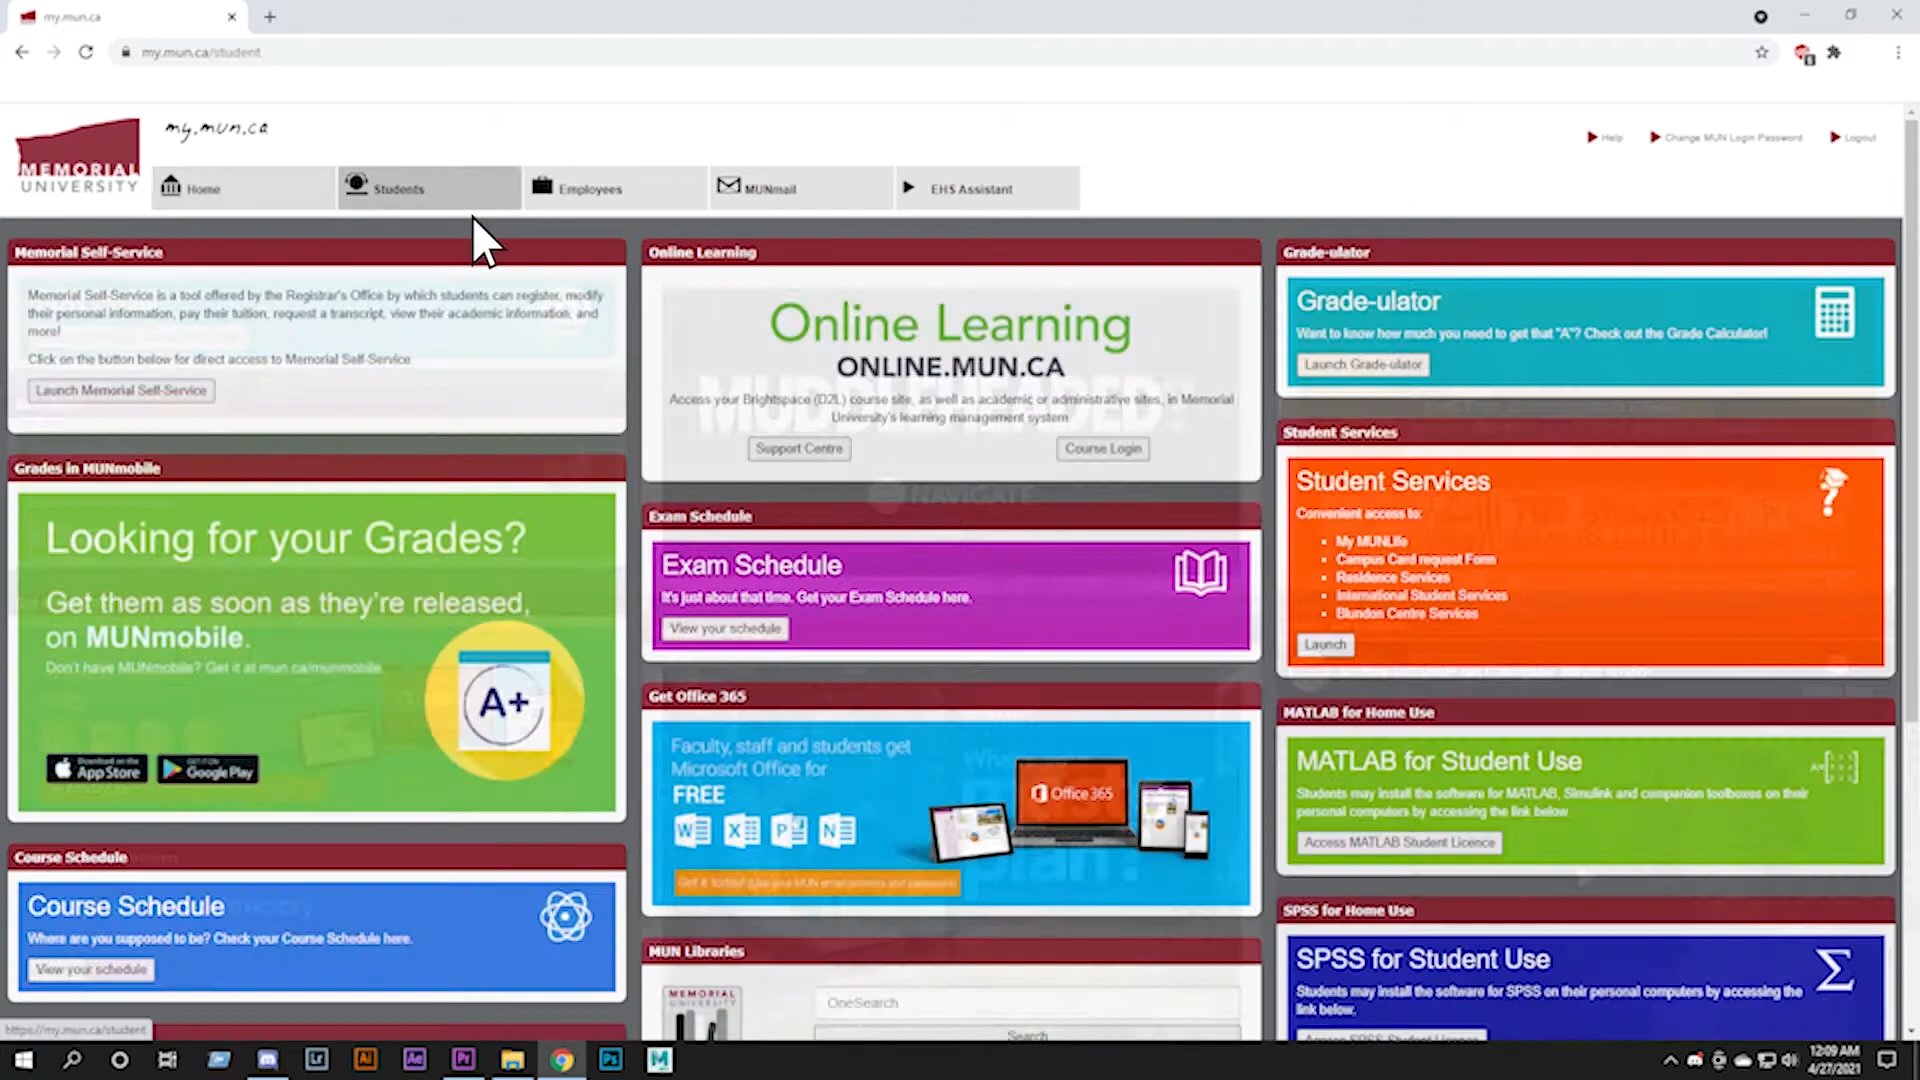 my.mun.ca
my.mun.ca/student
MEMORIAL
UNIVERSITY
my.mun.ca
Help
Change MUN Login Password
Logout
Home
Students
Employees
MUNmail
EHS Assistant
Memorial Self-Service
Memorial Self-Service is a tool offered by the Registrar's Office by which students can register, modify
their personal information, pay their tuition, request a transcript, view their academic information, and
more!
Click on the button below for direct access to Memorial Self-Service
Launch Memorial Self-Service
Grades in MUNmobile
Looking for your Grades?
Get them as soon as they're released,
on MUNmobile.
Don't have MUNmobile? Get it at mun.ca/munmobile
A+
Download on the
App Store
GET IT ON
Google Play
Course Schedule
Course Schedule
Where are you supposed to be? Check your Course Schedule here.
View your schedule
https://my.mun.ca/student
Online Learning
Online Learning
ONLINE.MUN.CA
MUDDLEHEADED?
Access your Brightspace (D2L) course site, as well as academic or administrative sites, in Memorial
University's learning management system
Support Centre
Course Login
NAVIGATE
Exam Schedule
Exam Schedule
It's just about that time. Get your Exam Schedule here.
View your schedule
Get Office 365
Faculty, staff and students get
Microsoft Office for
FREE
Office 365
plan?
MUN Libraries
MEMORIAL
UNIVERSITY
OneSearch
Search
Grade-ulator
Grade-ulator
Want to know how much you need to get that "A"? Check out the Grade Calculator!
Launch Grade-ulator
Student Services
Student Services
Convenient access to:
My MUNLife
Campus Card request Form
Residence Services
International Student Services
Blundon Centre Services
Launch
MATLAB for Home Use
MATLAB for Student Use
Students may install the software for MATLAB, Simulink and companion toolboxes on their
personal computers by accessing the link below
Access MATLAB Student Licence
SPSS for Home Use
SPSS for Student Use
Students may install the software for SPSS on their personal computers by accessing the
link below.
Access SPSS Student Licence
12:09 AM
4/27/2021